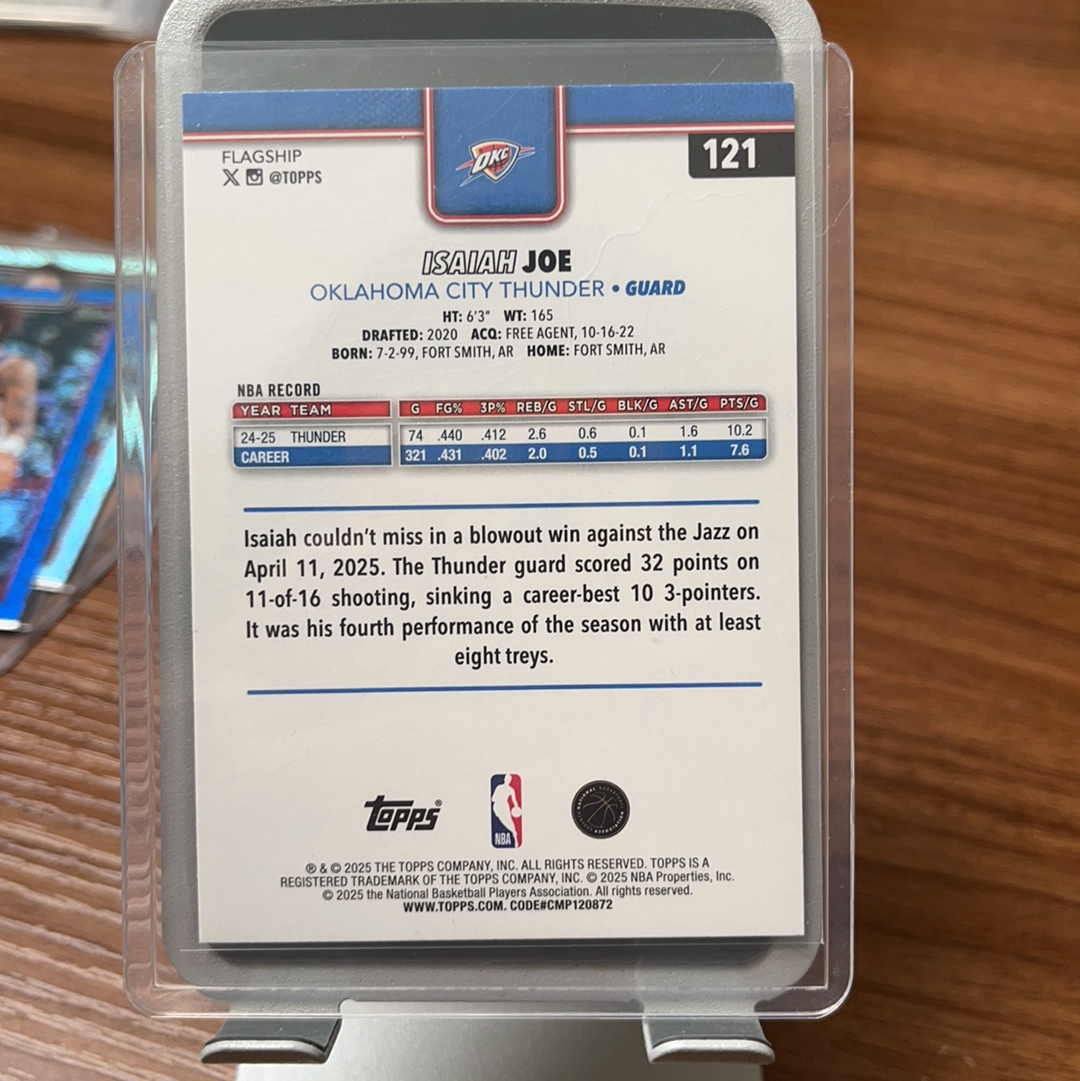 OKC
121
FLAGSHIP
X @TOPPS
ISAIAH JOE
OKLAHOMA CITY THUNDER • GUARD
HT: 6'3" WT: 165
DRAFTED: 2020 ACQ: FREE AGENT, 10-16-22
BORN: 7-2-99, FORT SMITH, AR HOME: FORT SMITH, AR
NBA RECORD
YEAR TEAM G FG% 3P% REB/G STL/G BLK/G AST/G PTS/G
24-25 THUNDER 74 .440 .412 2.6 0.6 0.1 1.6 10.2
CAREER 321 .431 .402 2.0 0.5 0.1 1.1 7.6
Isaiah couldn't miss in a blowout win against the Jazz on
April 11, 2025. The Thunder guard scored 32 points on
11-of-16 shooting, sinking a career-best 10 3-pointers.
It was his fourth performance of the season with at least
eight treys.
Topps®
NBA
® & © 2025 THE TOPPS COMPANY, INC. ALL RIGHTS RESERVED. TOPPS IS A
REGISTERED TRADEMARK OF THE TOPPS COMPANY, INC. © 2025 NBA Properties, Inc.
© 2025 the National Basketball Players Association. All rights reserved.
WWW.TOPPS.COM. CODE#CMP120872